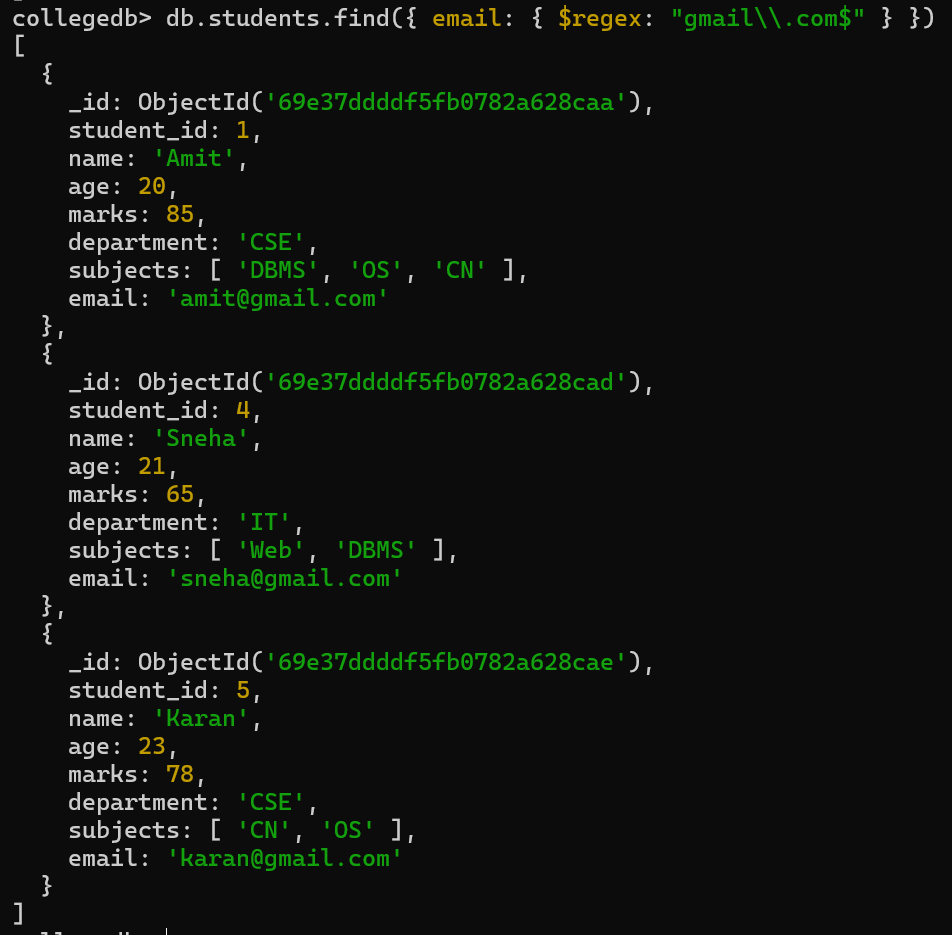 collegedb> db.students.find({ email: { $regex: "gmail\\.com$" } })
[
  {
    _id: ObjectId('69e37ddddf5fb0782a628caa'),
    student_id: 1,
    name: 'Amit',
    age: 20,
    marks: 85,
    department: 'CSE',
    subjects: [ 'DBMS', 'OS', 'CN' ],
    email: 'amit@gmail.com'
  },
  {
    _id: ObjectId('69e37ddddf5fb0782a628cad'),
    student_id: 4,
    name: 'Sneha',
    age: 21,
    marks: 65,
    department: 'IT',
    subjects: [ 'Web', 'DBMS' ],
    email: 'sneha@gmail.com'
  },
  {
    _id: ObjectId('69e37ddddf5fb0782a628cae'),
    student_id: 5,
    name: 'Karan',
    age: 23,
    marks: 78,
    department: 'CSE',
    subjects: [ 'CN', 'OS' ],
    email: 'karan@gmail.com'
  }
]